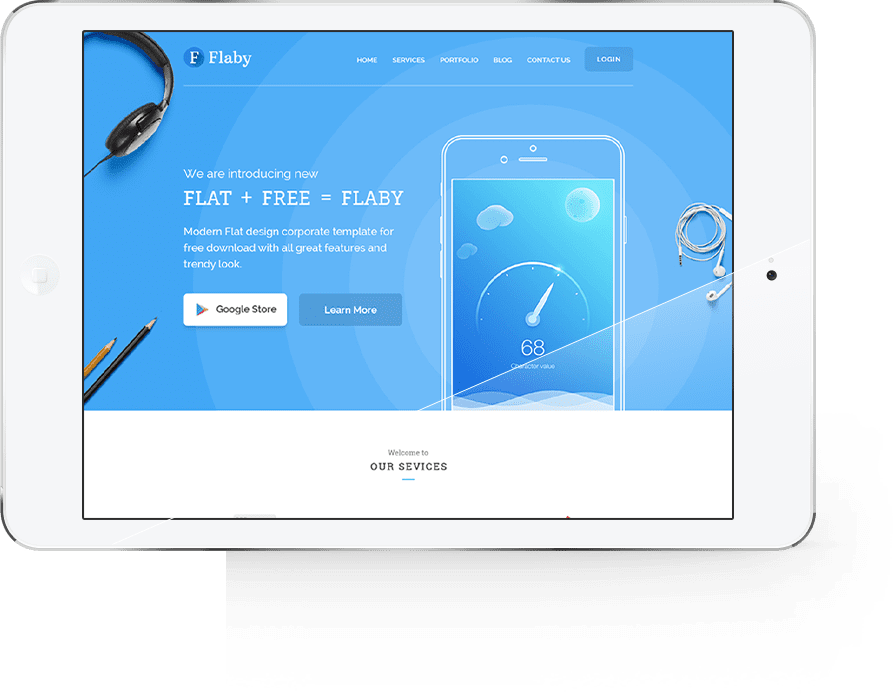 F Flaby
HOME SERVICES PORTFOLIO BLOG CONTACT US LOGIN
We are introducing new
FLAT + FREE = FLABY
Modern Flat design corporate template for
free download with all great features and
trendy look.
Google Store Learn More
68
Character value
Welcome to
OUR SEVICES